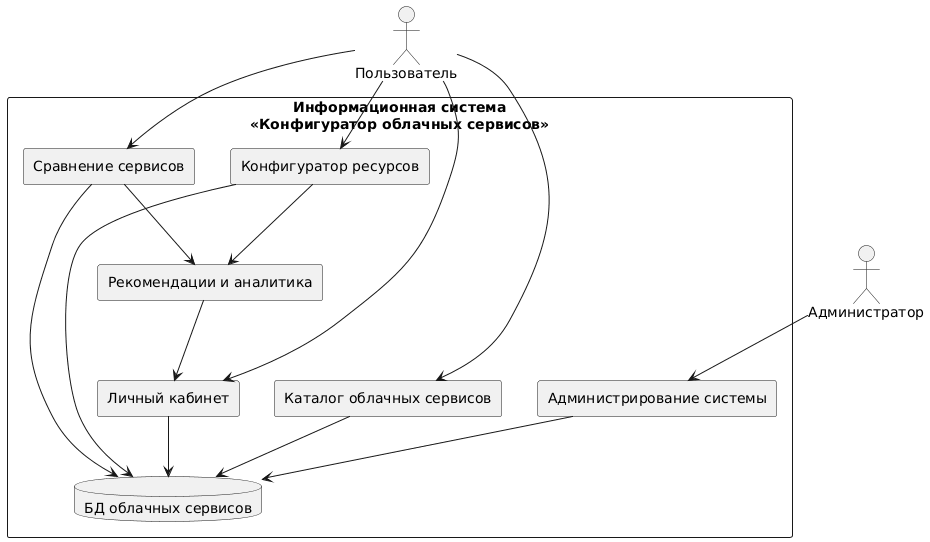 Пользователь
Информационная система
«Конфигуратор облачных сервисов»
Сравнение сервисов
Конфигуратор ресурсов
Рекомендации и аналитика
Администратор
Личный кабинет
Каталог облачных сервисов
Администрирование системы
БД облачных сервисов